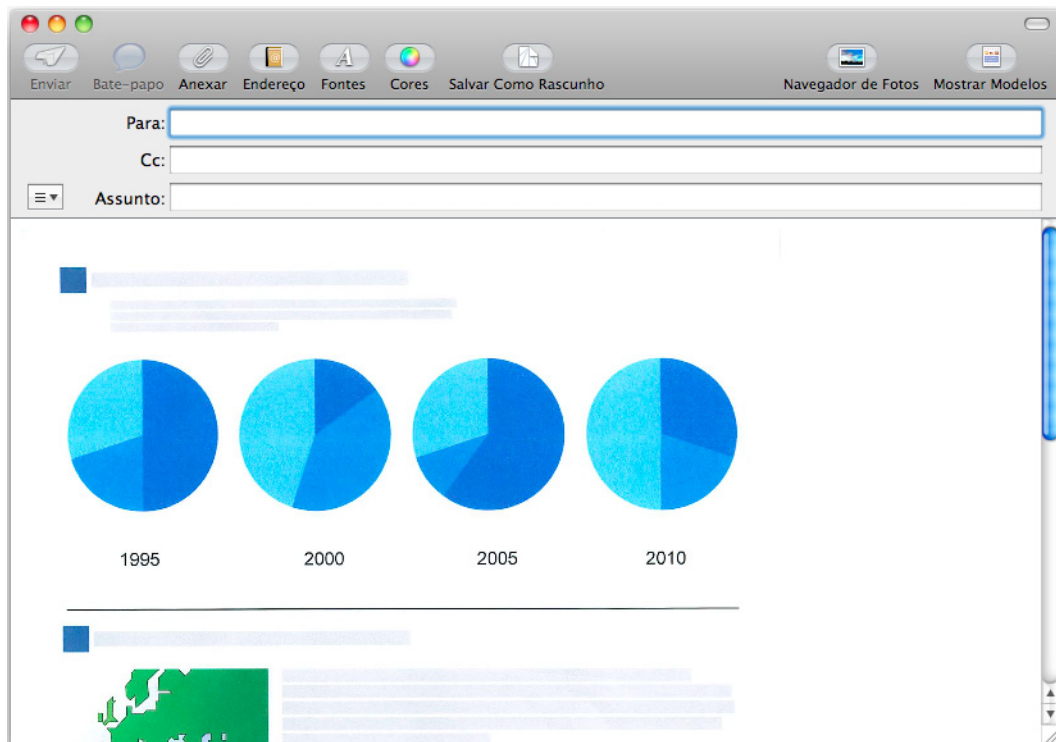 Enviar Bate-papo Anexar Endereço Fontes Cores Salvar Como Rascunho Navegador de Fotos Mostrar Modelos
Para:
Cc:
Assunto:
1995 2000 2005 2010